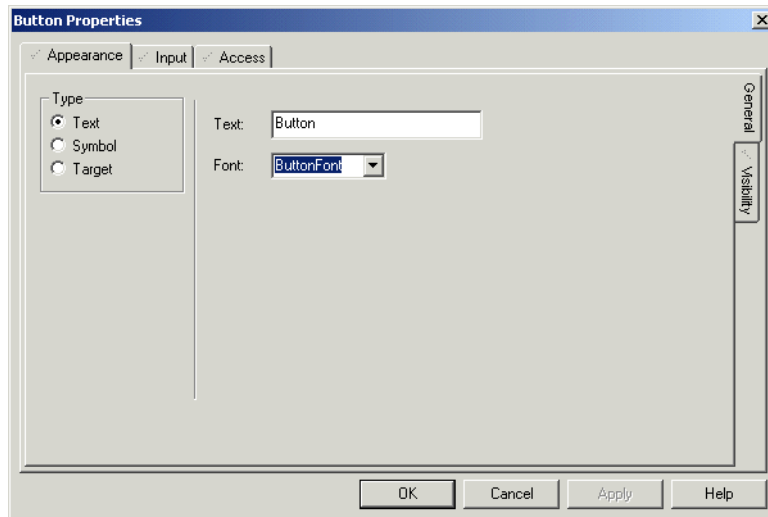 Button Properties
Appearance Input Access
General
Visibility
Type
Text
Symbol
Target
Text: Button
Font: ButtonFont
OK Cancel Apply Help